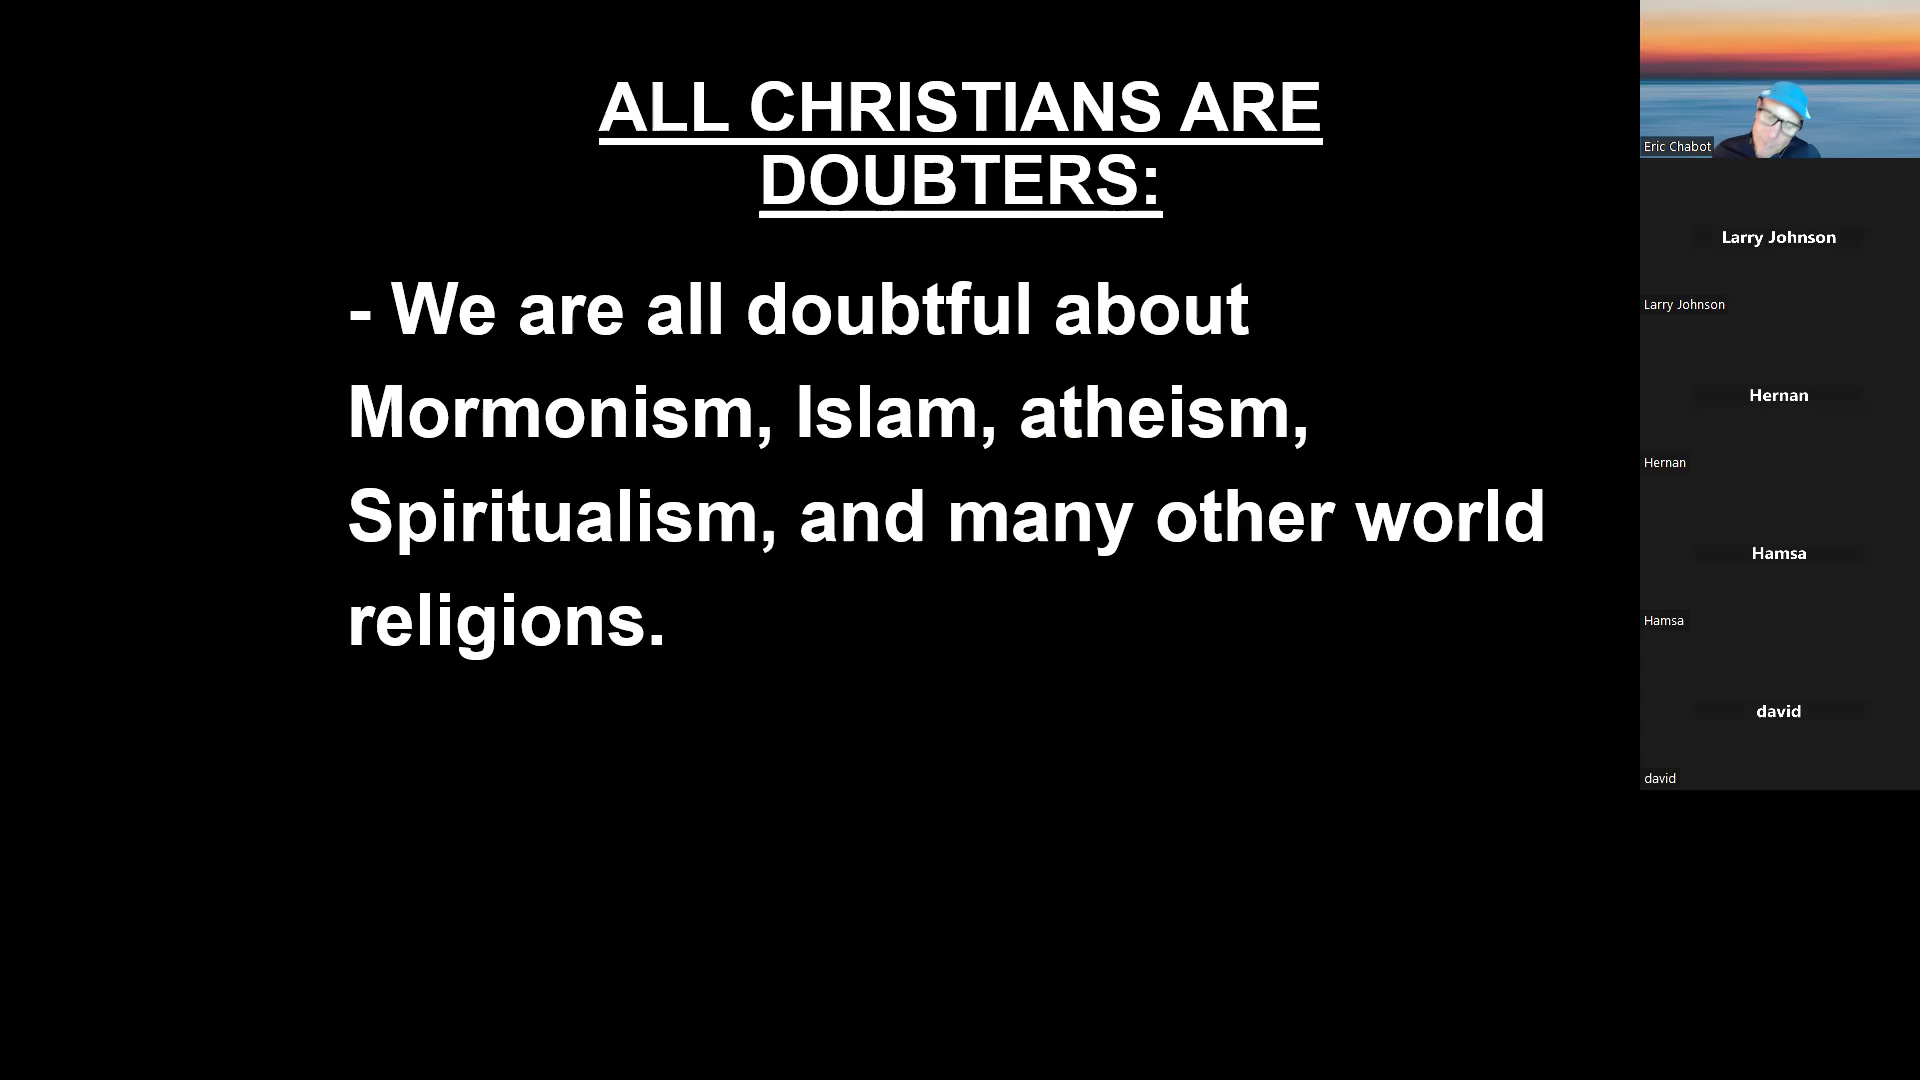 ALL CHRISTIANS ARE
DOUBTERS:
- We are all doubtful about
Mormonism, Islam, atheism,
Spiritualism, and many other world
religions.
Eric Chabot
Larry Johnson
Larry Johnson
Hernan
Hernan
Hamsa
Hamsa
david
david